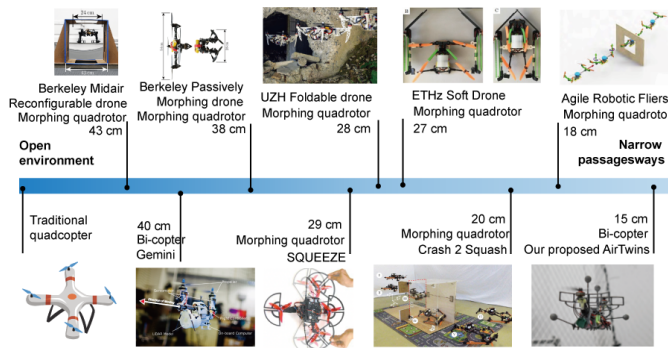 Berkeley Midair
Reconfigurable drone
Morphing quadrotor
43 cm
Berkeley Passively
Morphing drone
Morphing quadrotor
38 cm
UZH Foldable drone
Morphing quadrotor
28 cm
B
C
ETHz Soft Drone
Morphing quadrotor
27 cm
Agile Robotic Fliers
Morphing quadroto
18 cm
Open
environment
Narrow
passagesways
Traditional
quadcopter
40 cm
Bi-copter
Gemini
29 cm
Morphing quadrotor
SQUEEZE
20 cm
Morphing quadrotor
Crash 2 Squash
15 cm
Bi-copter
Our proposed AirTwins